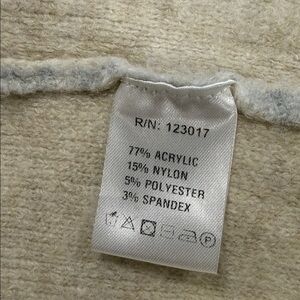 R/N: 123017
77% ACRYLIC
15% NYLON
5% POLYESTER
3% SPANDEX
P